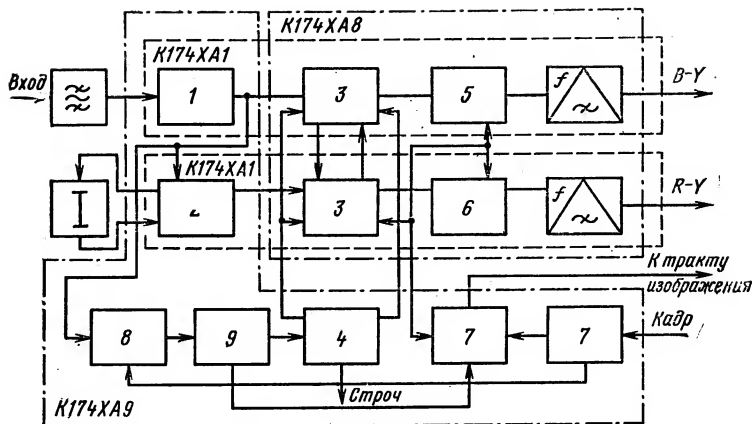 К174ХА8
К174ХА1
Вход
1
3
5
f
B-Y
К174ХА1
2
3
6
f
R-Y
К тракту
изображения
8
9
4
7
7
Кадр
Строч
К174ХА9